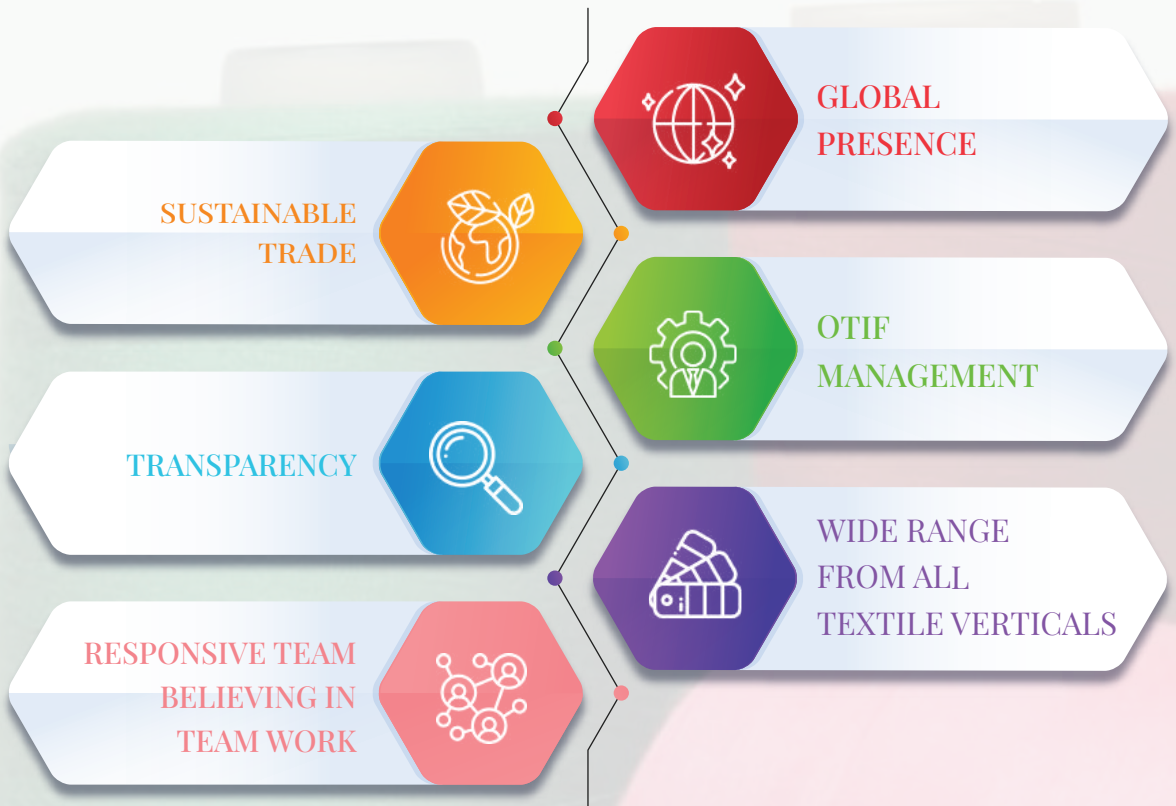 GLOBAL
PRESENCE
SUSTAINABLE
TRADE
OTIF
MANAGEMENT
TRANSPARENCY
WIDE RANGE
FROM ALL
TEXTILE VERTICALS
RESPONSIVE TEAM
BELIEVING IN
TEAM WORK